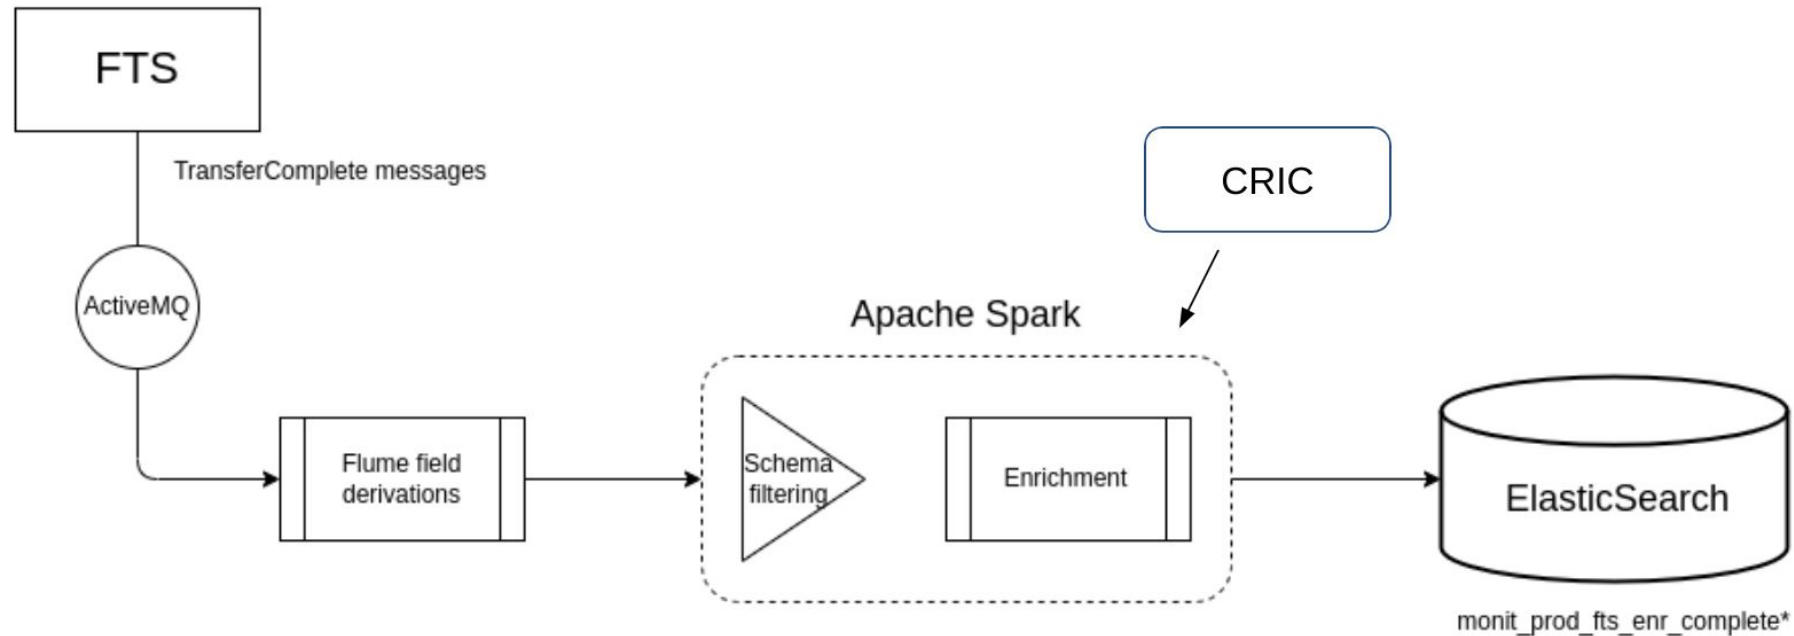 FTS
TransferComplete messages
CRIC
ActiveMQ
Apache Spark
Flume field
derivations
Schema
filtering
Enrichment
ElasticSearch
monit_prod_fts_enr_complete*